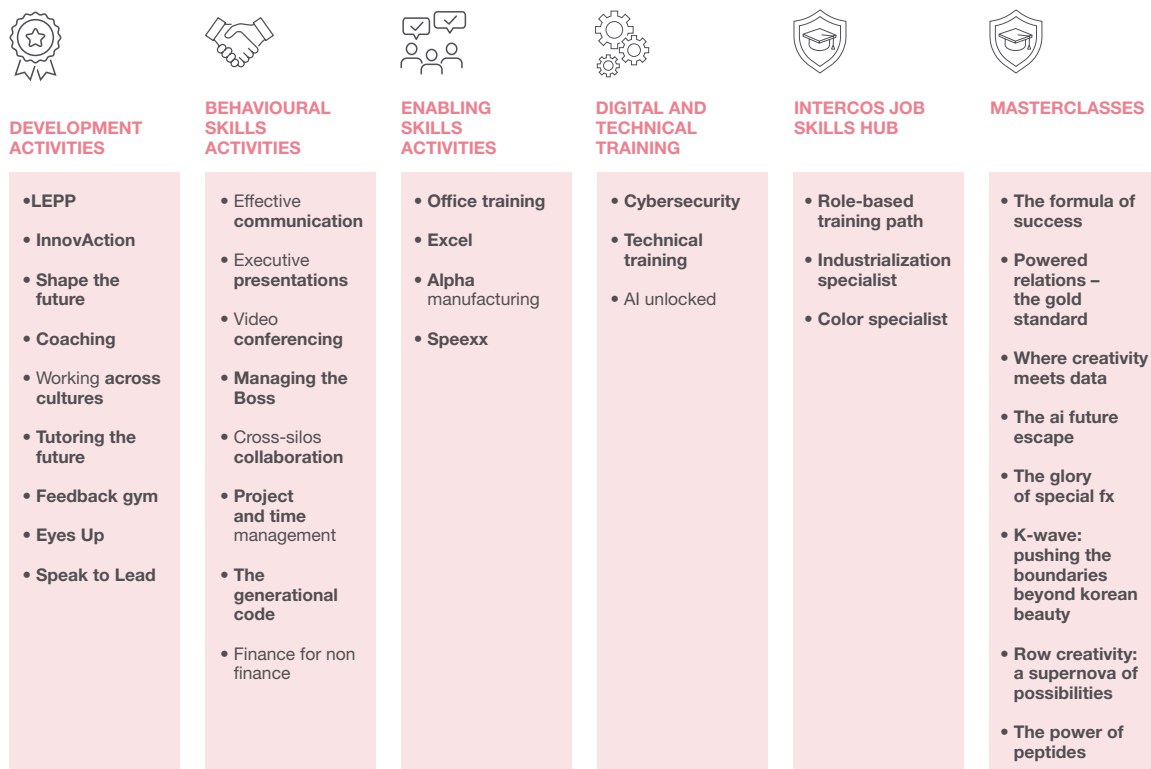 DEVELOPMENT
ACTIVITIES
•LEPP
• InnovAction
• Shape the
future
• Coaching
• Working across
cultures
• Tutoring the
future
• Feedback gym
• Eyes Up
• Speak to Lead
BEHAVIOURAL
SKILLS
ACTIVITIES
• Effective
communication
• Executive
presentations
• Video
conferencing
• Managing the
Boss
• Cross-silos
collaboration
• Project
and time
management
• The
generational
code
• Finance for non
finance
ENABLING
SKILLS
ACTIVITIES
• Office training
• Excel
• Alpha
manufacturing
• Speexx
DIGITAL AND
TECHNICAL
TRAINING
• Cybersecurity
• Technical
training
• AI unlocked
INTERCOS JOB
SKILLS HUB
• Role-based
training path
• Industrialization
specialist
• Color specialist
MASTERCLASSES
• The formula of
success
• Powered
relations –
the gold
standard
• Where creativity
meets data
• The ai future
escape
• The glory
of special fx
• K-wave:
pushing the
boundaries
beyond korean
beauty
• Row creativity:
a supernova of
possibilities
• The power of
peptides